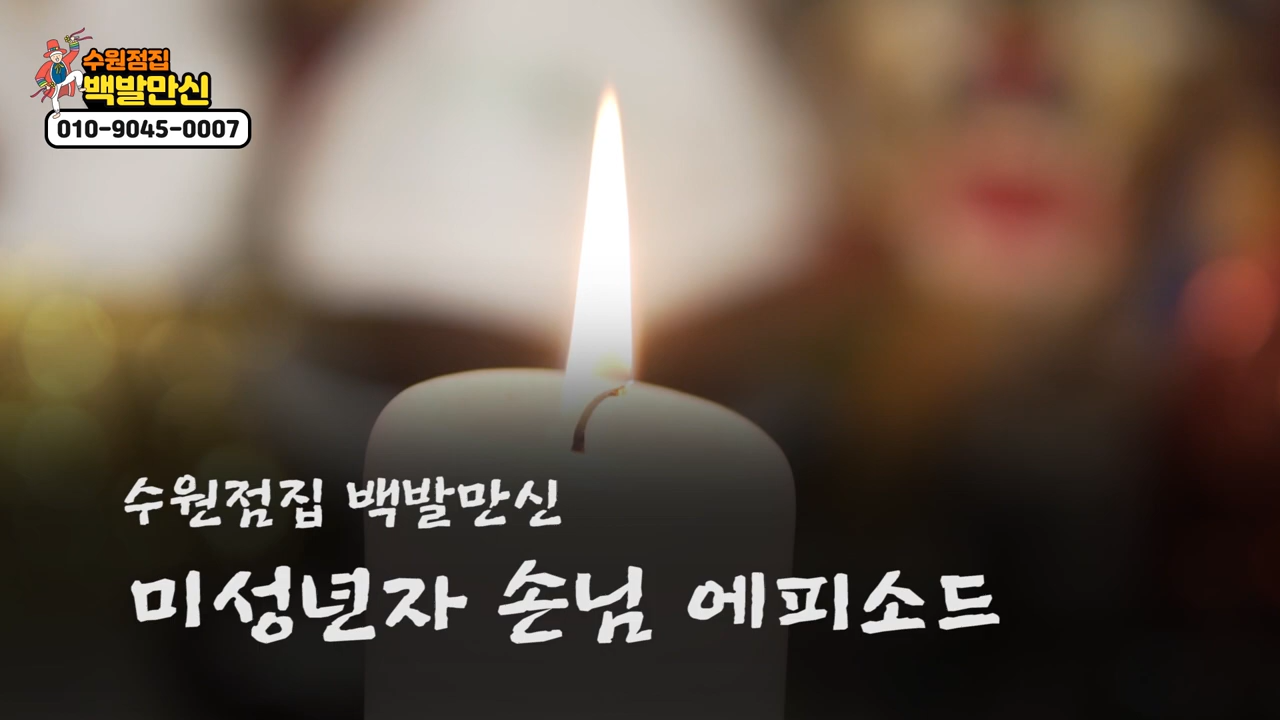 수원점집
백발만신
010-9045-0007
수원점집 백발만신
미성년자 손님 에피소드